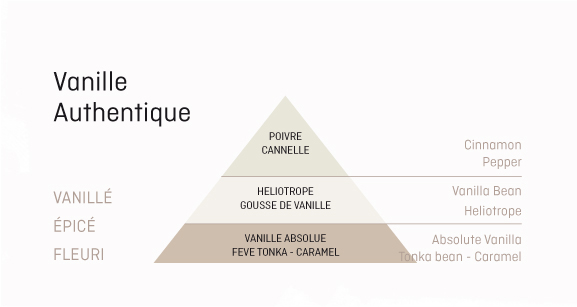 Vanille
Authentique
VANILLÉ
ÉPICÉ
FLEURI
POIVRE
CANNELLE
HELIOTROPE
GOUSSE DE VANILLE
VANILLE ABSOLUE
FEVE TONKA - CARAMEL
Cinnamon
Pepper
Vanilla Bean
Heliotrope
Absolute Vanilla
Tonka bean - Caramel